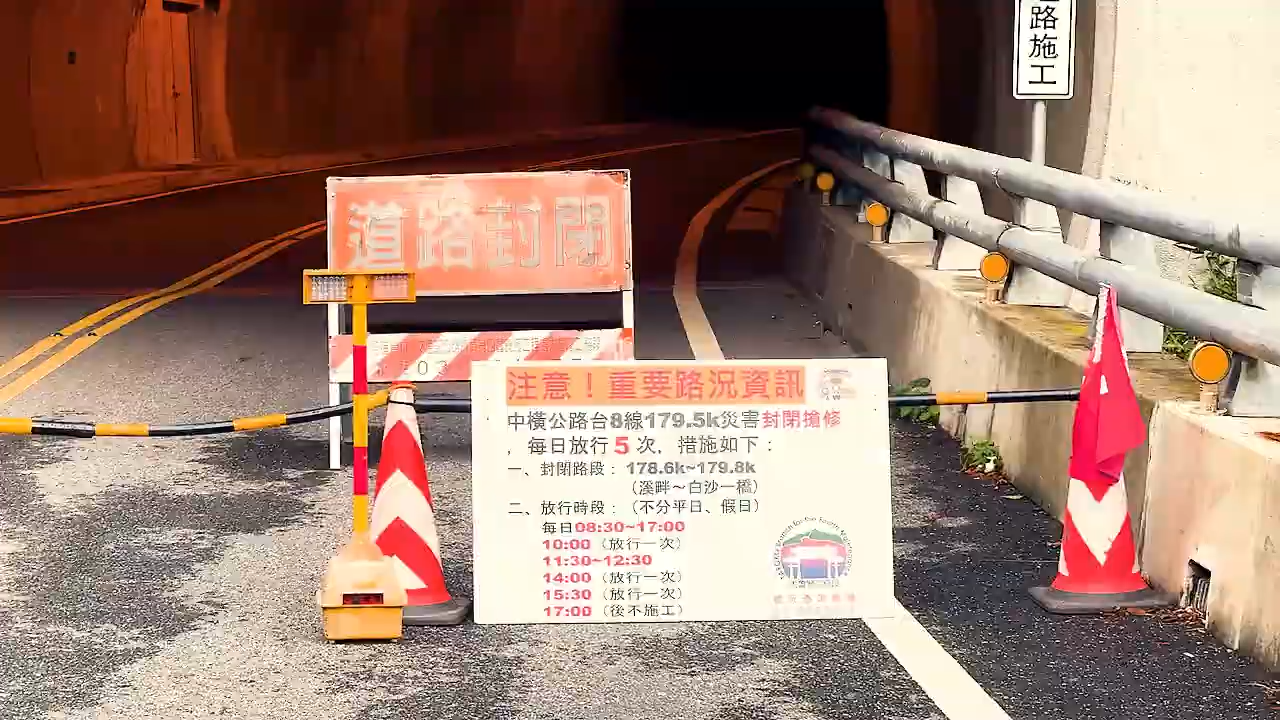 路施工
道路封閉
注意！重要路況資訊
中橫公路台8線179.5k災害封閉搶修
，每日放行5次，措施如下：
一、封閉路段：178.6k~179.8k
（溪畔～白沙一橋）
二、放行時段：（不分平日、假日）
每日08:30~17:00
10:00（放行一次）
11:30~12:30
14:00（放行一次）
15:30（放行一次）
17:00（後不施工）